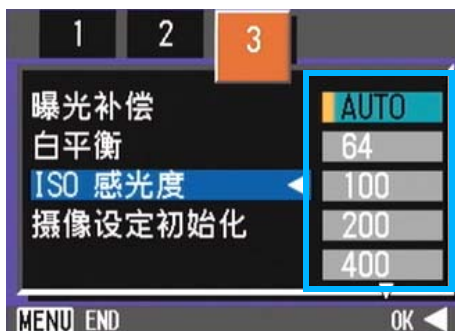 1 2 3
曝光补偿 AUTO
白平衡 64
ISO 感光度 100
摄像设定初始化 200
400
MENU END OK